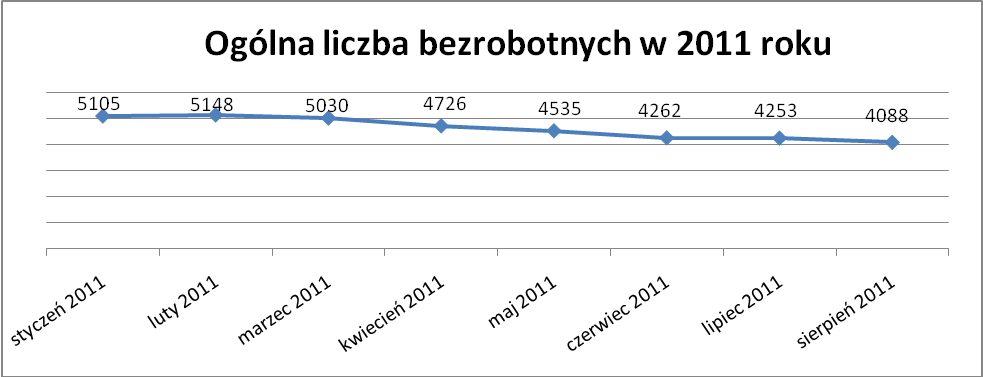 Ogólna liczba bezrobotnych w 2011 roku
5105 5148 5030 4726 4535 4262 4253 4088
styczeń 2011 luty 2011 marzec 2011 kwiecień 2011 maj 2011 czerwiec 2011 lipiec 2011 sierpień 2011